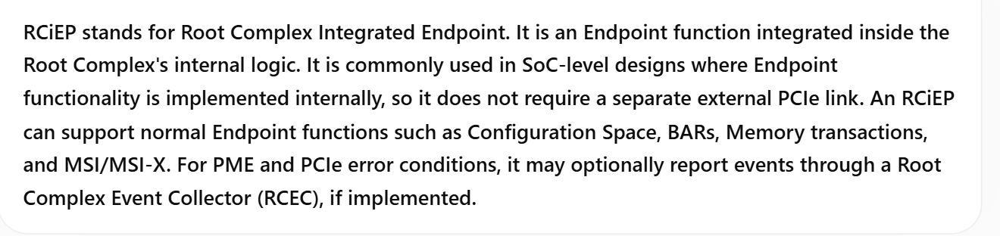 RCiEP stands for Root Complex Integrated Endpoint. It is an Endpoint function integrated inside the
Root Complex's internal logic. It is commonly used in SoC-level designs where Endpoint
functionality is implemented internally, so it does not require a separate external PCIe link. An RCiEP
can support normal Endpoint functions such as Configuration Space, BARs, Memory transactions,
and MSI/MSI-X. For PME and PCIe error conditions, it may optionally report events through a Root
Complex Event Collector (RCEC), if implemented.